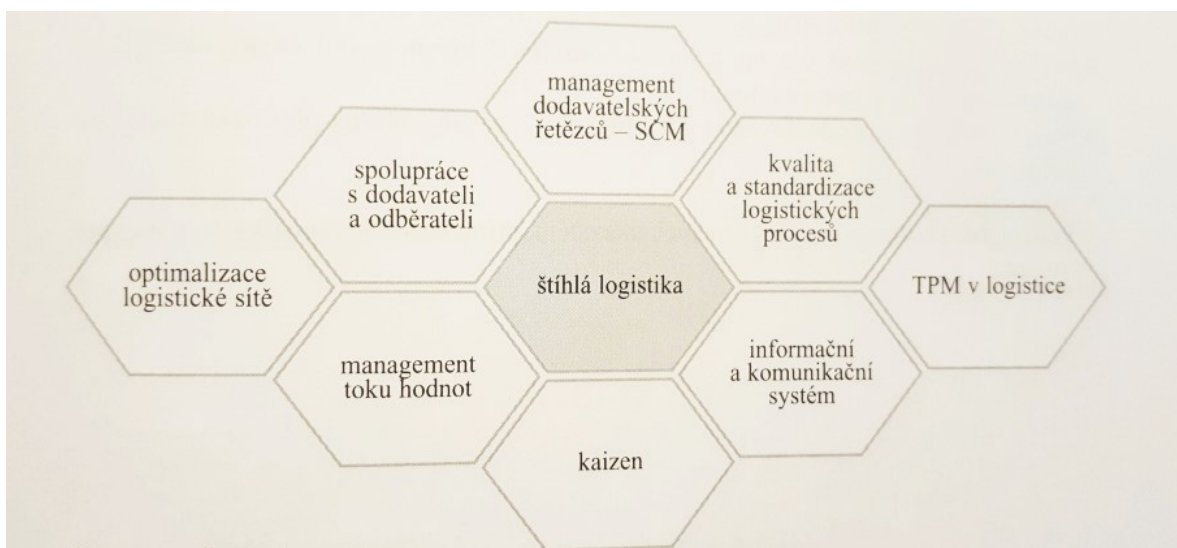 management
dodavatelských
řetězců – SCM
spolupráce
s dodavateli
a odběrateli
kvalita
a standardizace
logistických
procesů
optimalizace
logistické sítě
štíhlá logistika
TPM v logistice
management
toku hodnot
informační
a komunikační
systém
kaizen